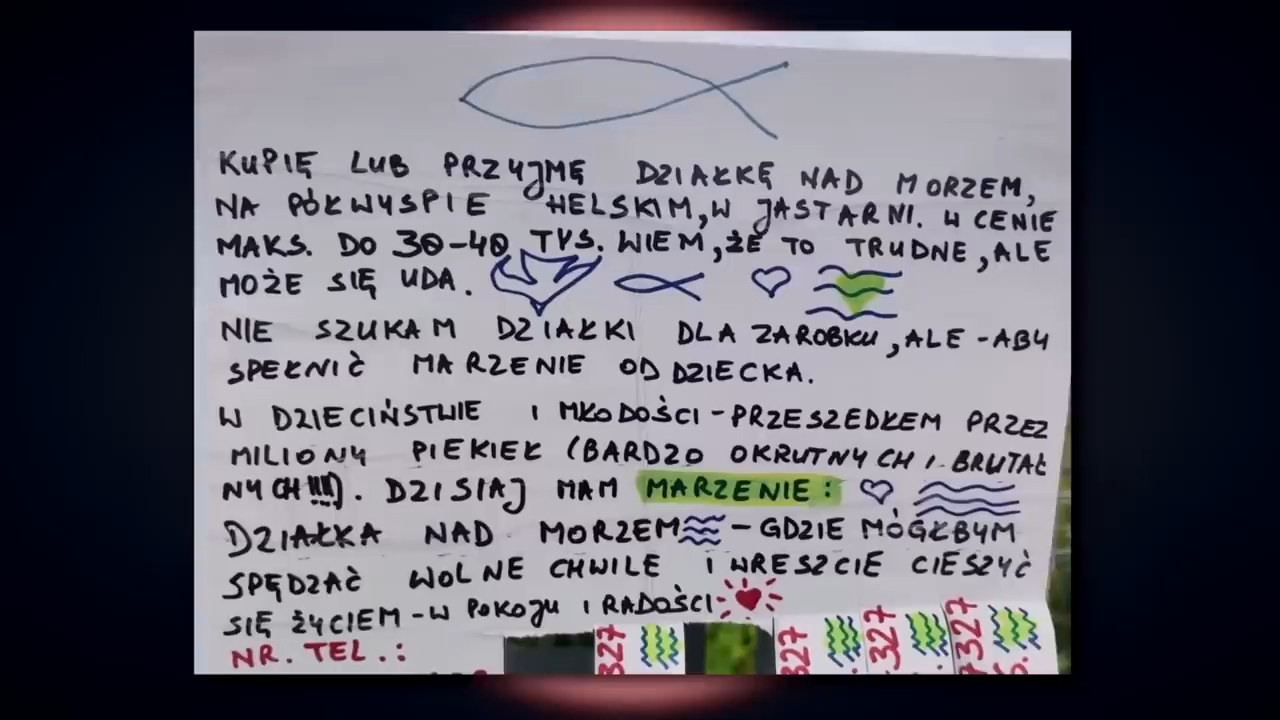 KUPIĘ LUB PRZYJMĘ DZIAŁKĘ NAD MORZEM,
NA PÓŁWYSPIE HELSKIM, W JASTARNI. W CENIE
MAKS. DO 30-40 TYS. WIEM, ŻE TO TRUDNE, ALE
MOŻE SIĘ UDA.
NIE SZUKAM DZIAŁKI DLA ZAROBKU, ALE - ABY
SPEŁNIĆ MARZENIE OD DZIECKA.
W DZIECIŃSTWIE I MŁODOŚCI - PRZESZEDŁEM PRZEZ
MILIONY PIEKIEŁ (BARDZO OKRUTNYCH I BRUTAL
NYCH!!!!). DZISIAJ MAM MARZENIE:
DZIAŁKA NAD MORZEM - GDZIE MÓGŁBYM
SPĘDZAĆ WOLNE CHWILE I WRESZCIE CIESZYĆ
SIĘ ŻYCIEM - W POKOJU I RADOŚCI
NR. TEL.:
327 327 327 7327